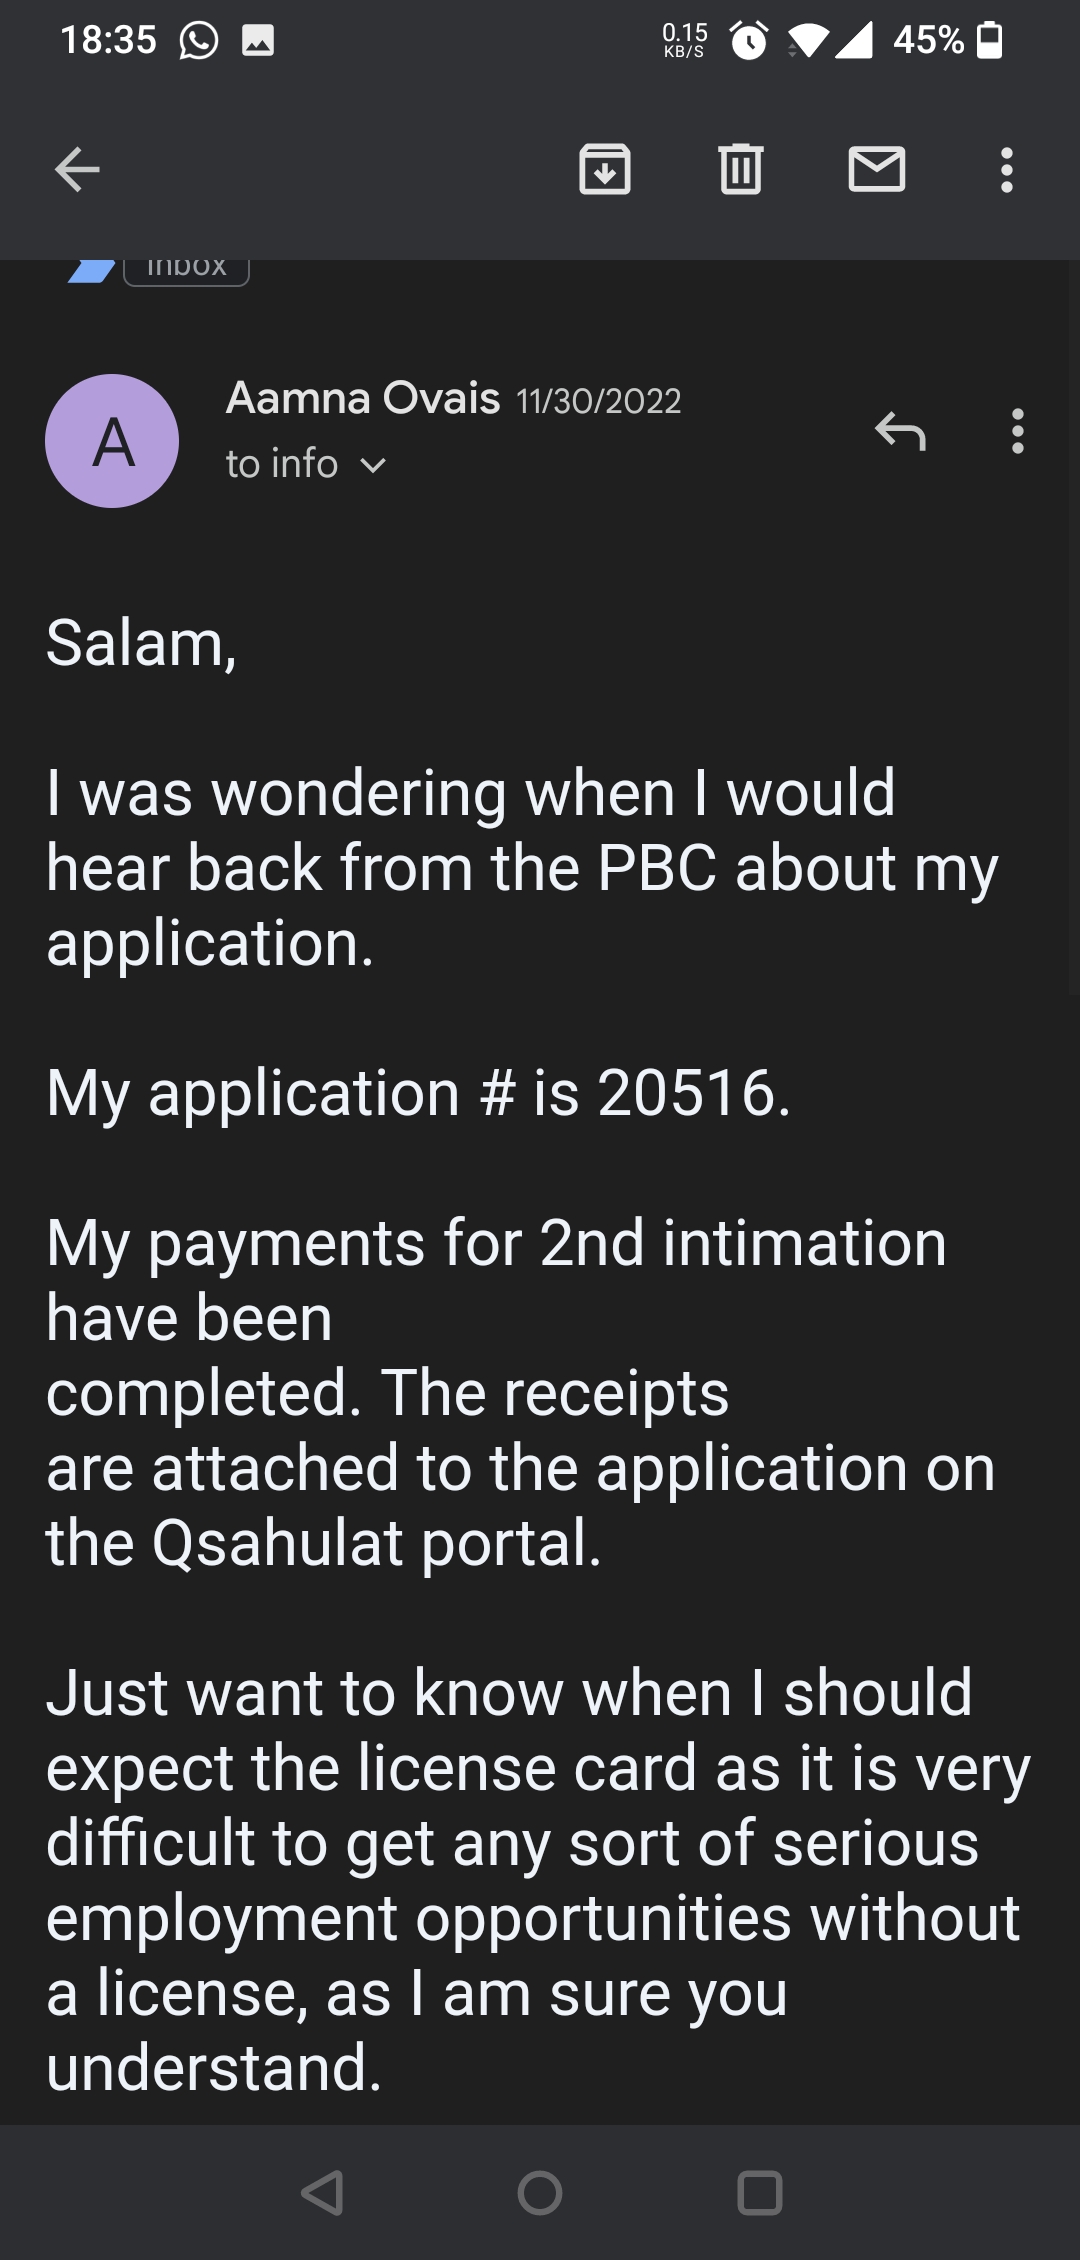 18:35 0.15 KB/S 45%
Inbox
Aamna Ovais 11/30/2022
A
to info
Salam,
I was wondering when I would
hear back from the PBC about my
application.
My application # is 20516.
My payments for 2nd intimation
have been
completed. The receipts
are attached to the application on
the Qsahulat portal.
Just want to know when I should
expect the license card as it is very
difficult to get any sort of serious
employment opportunities without
a license, as I am sure you
understand.